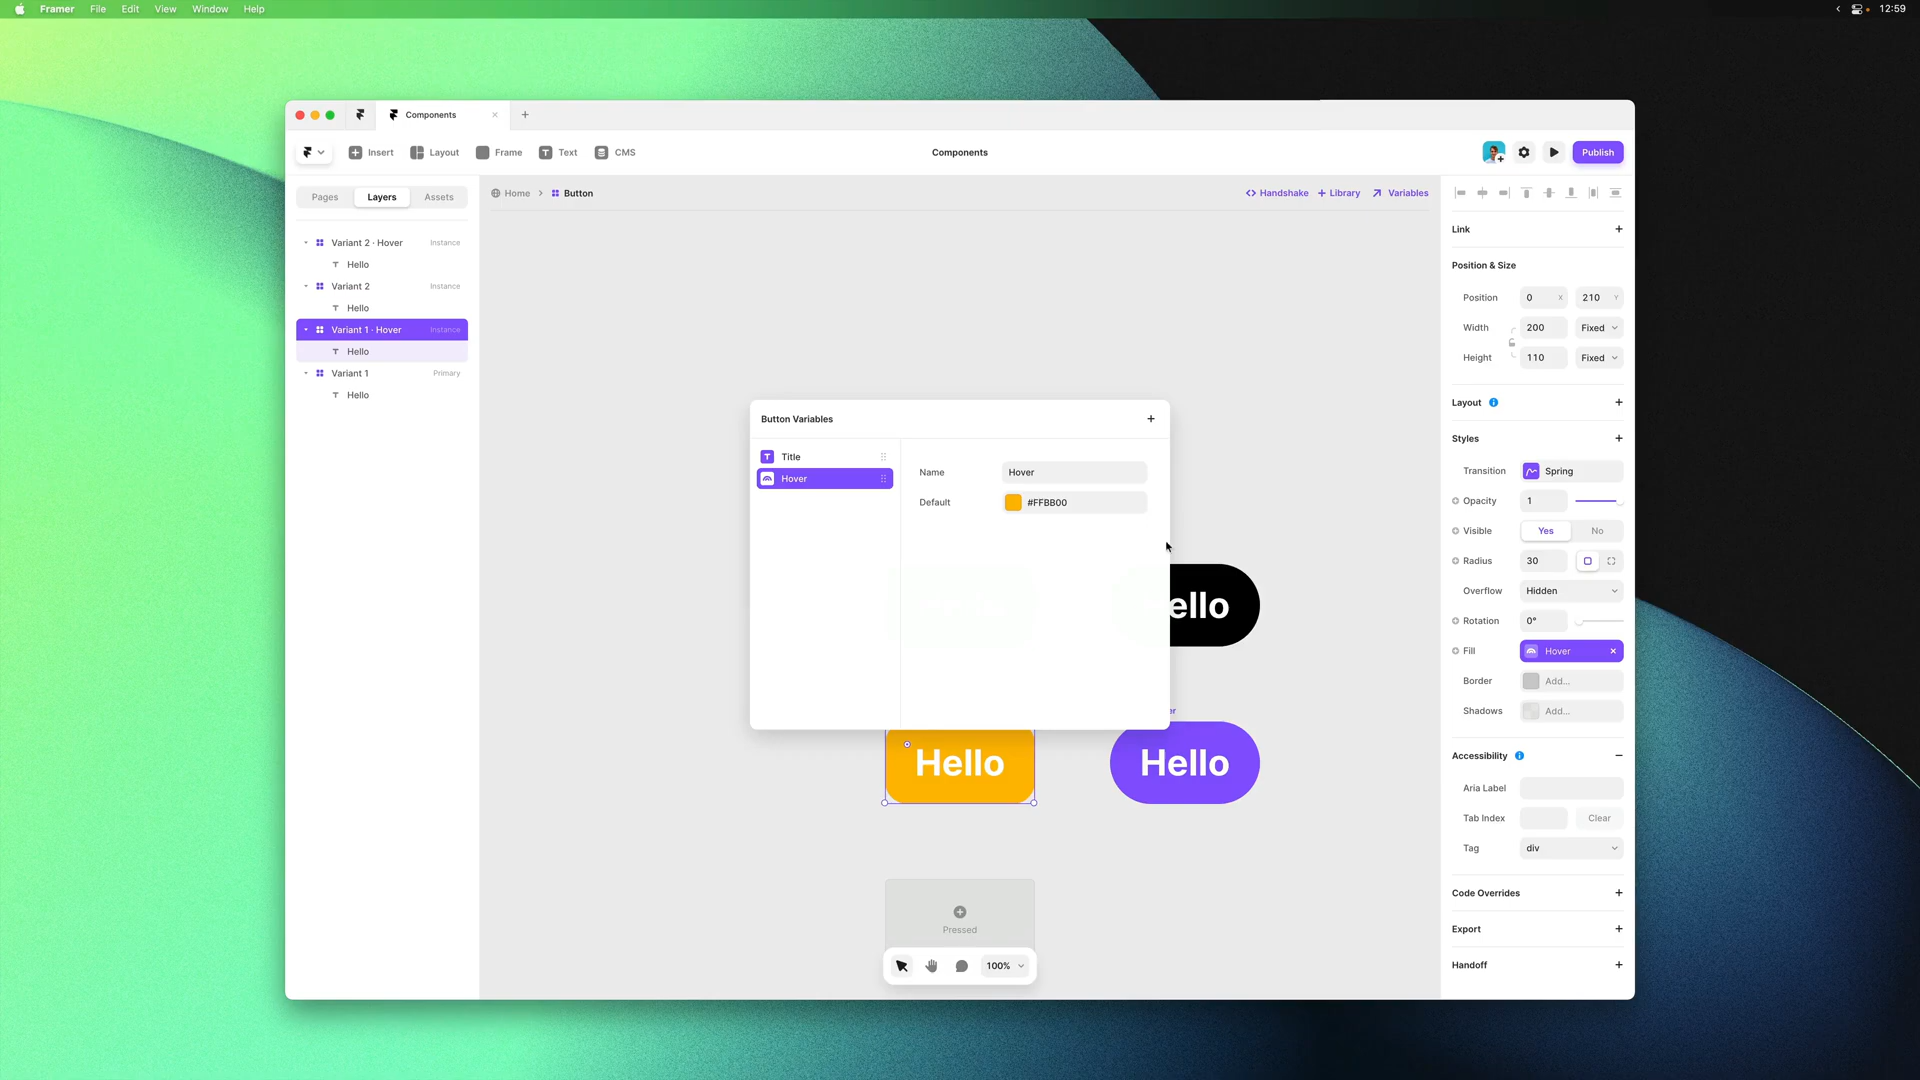 Framer File Edit View Window Help 12:59
Components
Insert Layout Frame Text CMS Components Publish
Pages Layers Assets
Home Button Handshake Library Variables
Variant 2 · Hover Instance
Hello
Variant 2 Instance
Hello
Variant 1 · Hover Instance
Hello
Variant 1 Primary
Hello
Button Variables
Title
Hover
Name Hover
Default #FFBB00
ello
er
Hello
Hello
Pressed
100%
Link
Position & Size
Position 0 X 210 Y
Width 200 Fixed
Height 110 Fixed
Layout
Styles
Transition Spring
Opacity 1
Visible Yes No
Radius 30
Overflow Hidden
Rotation 0°
Fill Hover
Border Add...
Shadows Add...
Accessibility
Aria Label
Tab Index Clear
Tag div
Code Overrides
Export
Handoff